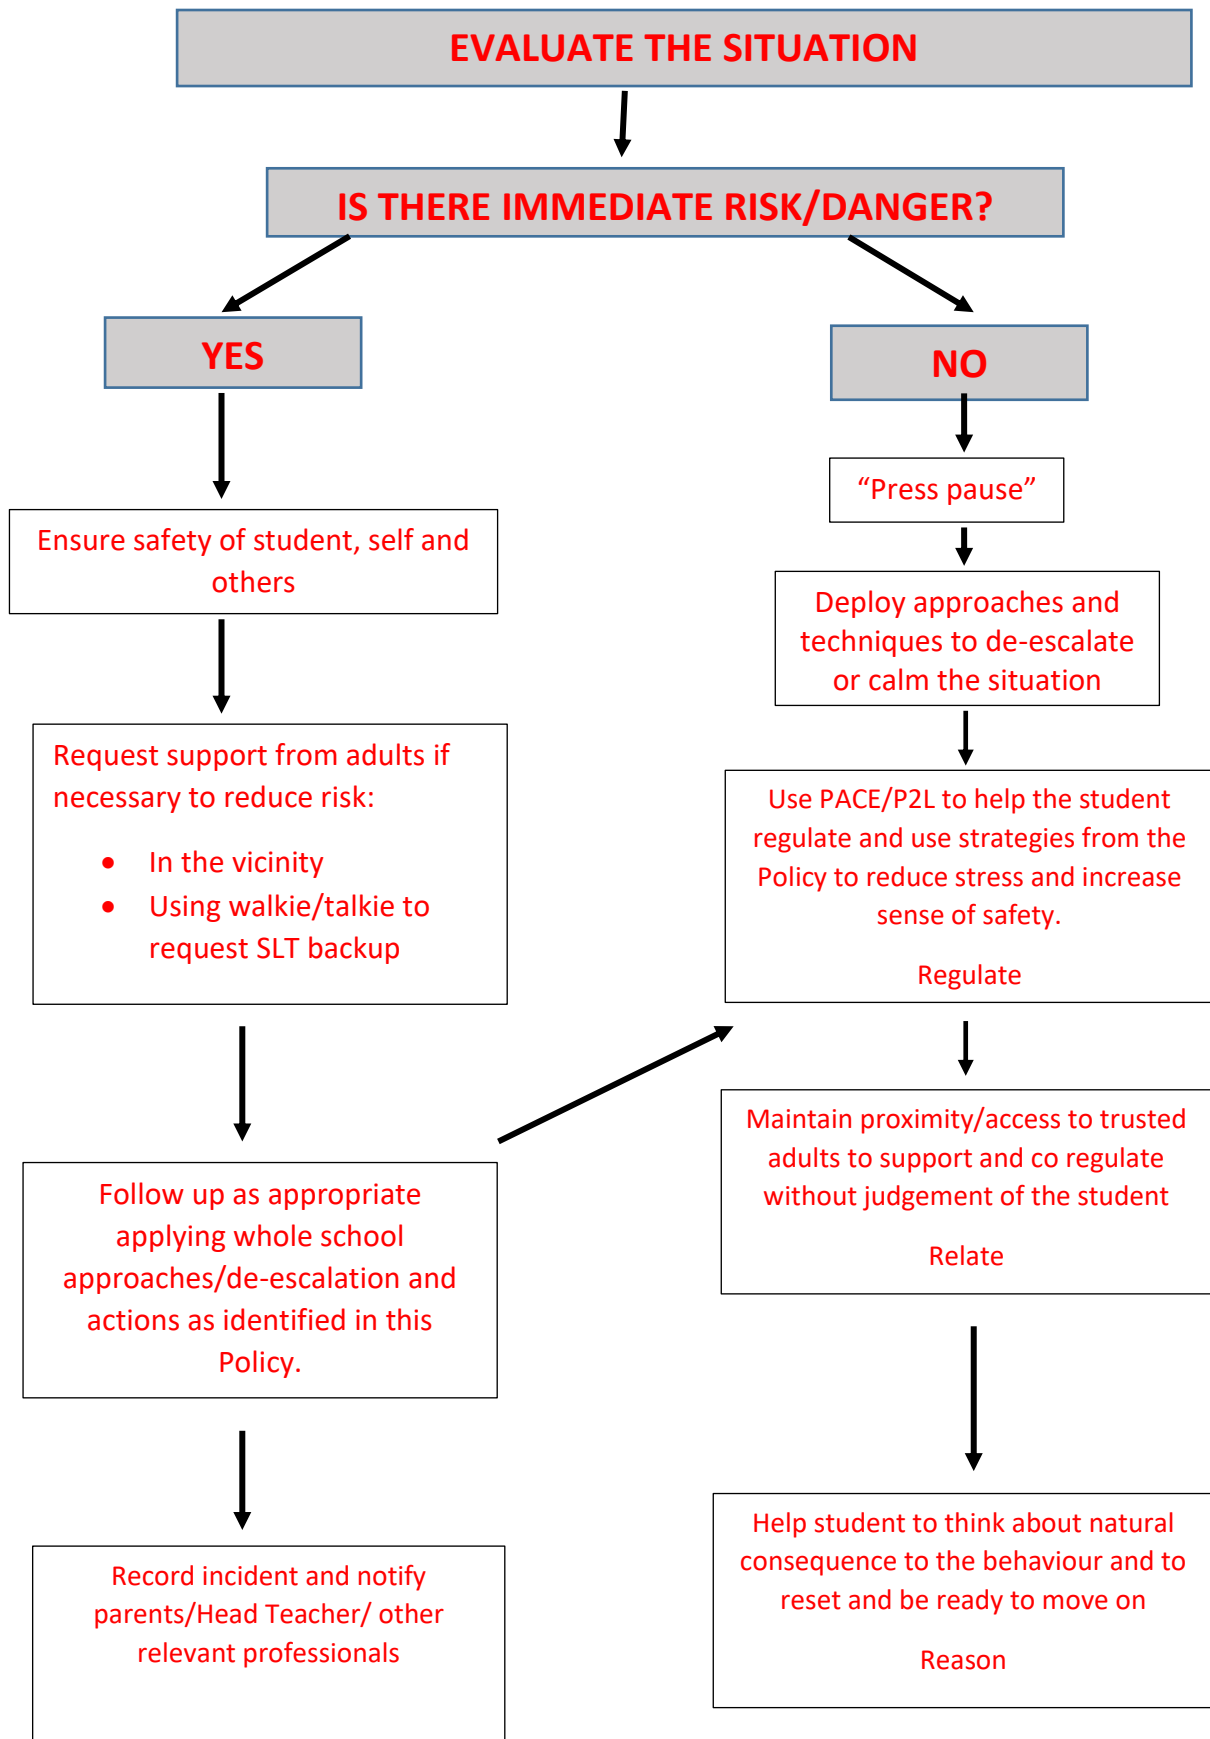 EVALUATE THE SITUATION
IS THERE IMMEDIATE RISK/DANGER?
YES
Ensure safety of student, self and
others
Request support from adults if
necessary to reduce risk:
• In the vicinity
• Using walkie/talkie to
request SLT backup
Follow up as appropriate
applying whole school
approaches/de-escalation and
actions as identified in this
Policy.
Record incident and notify
parents/Head Teacher/ other
relevant professionals
NO
“Press pause”
Deploy approaches and
techniques to de-escalate
or calm the situation
Use PACE/P2L to help the student
regulate and use strategies from the
Policy to reduce stress and increase
sense of safety.
Regulate
Maintain proximity/access to trusted
adults to support and co regulate
without judgement of the student
Relate
Help student to think about natural
consequence to the behaviour and to
reset and be ready to move on
Reason